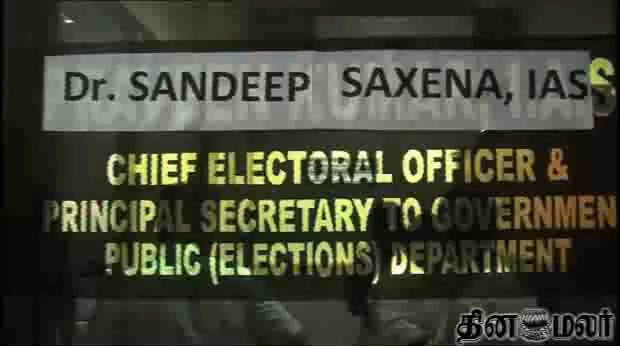 Dr. SANDEEP SAXENA, IAS
CHIEF ELECTORAL OFFICER &
PRINCIPAL SECRETARY TO GOVERNMEN
PUBLIC (ELECTIONS) DEPARTMENT
தினமலர்